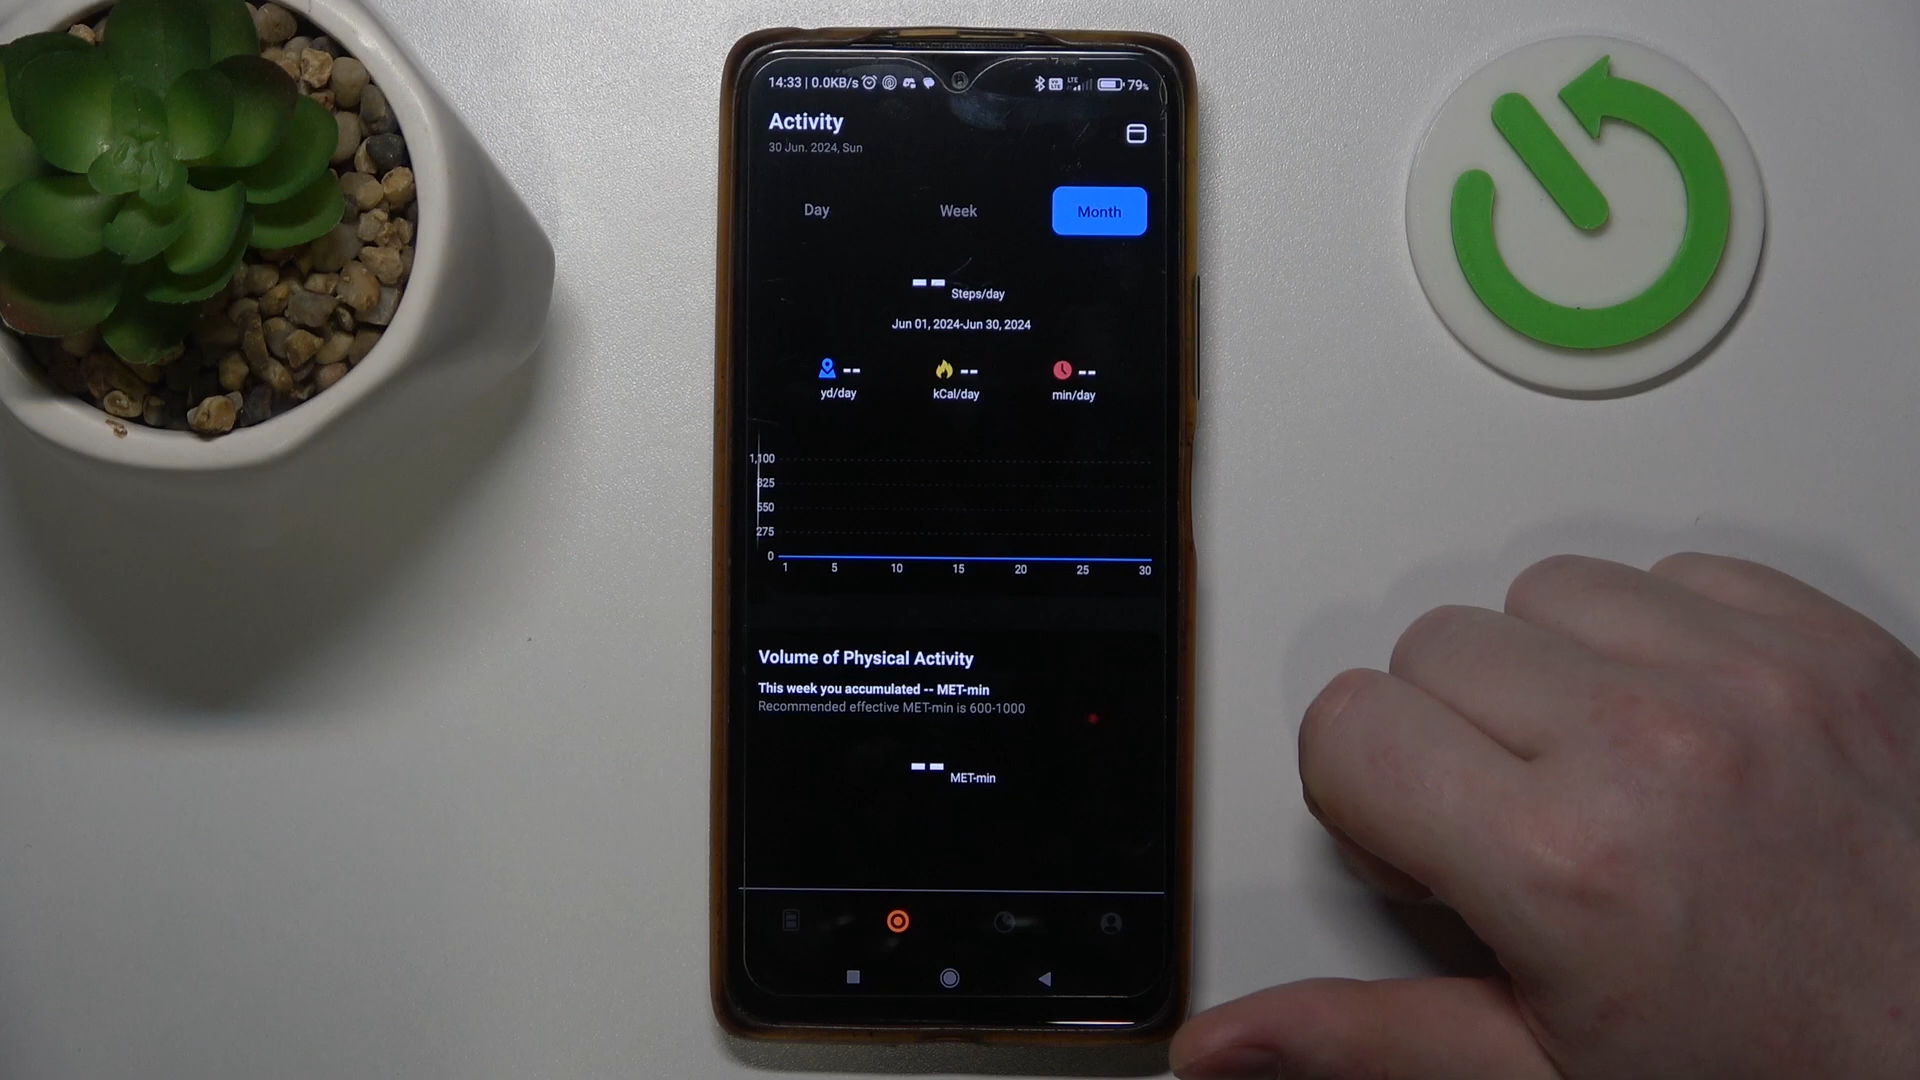 14:33 | 0.0KB/s 79%
Activity
30 Jun. 2024, Sun
Day Week Month
-- Steps/day
Jun 01, 2024-Jun 30, 2024
-- -- --
yd/day kCal/day min/day
1,100
825
550
275
0
1 5 10 15 20 25 30
Volume of Physical Activity
This week you accumulated -- MET-min
Recommended effective MET-min is 600-1000
-- MET-min